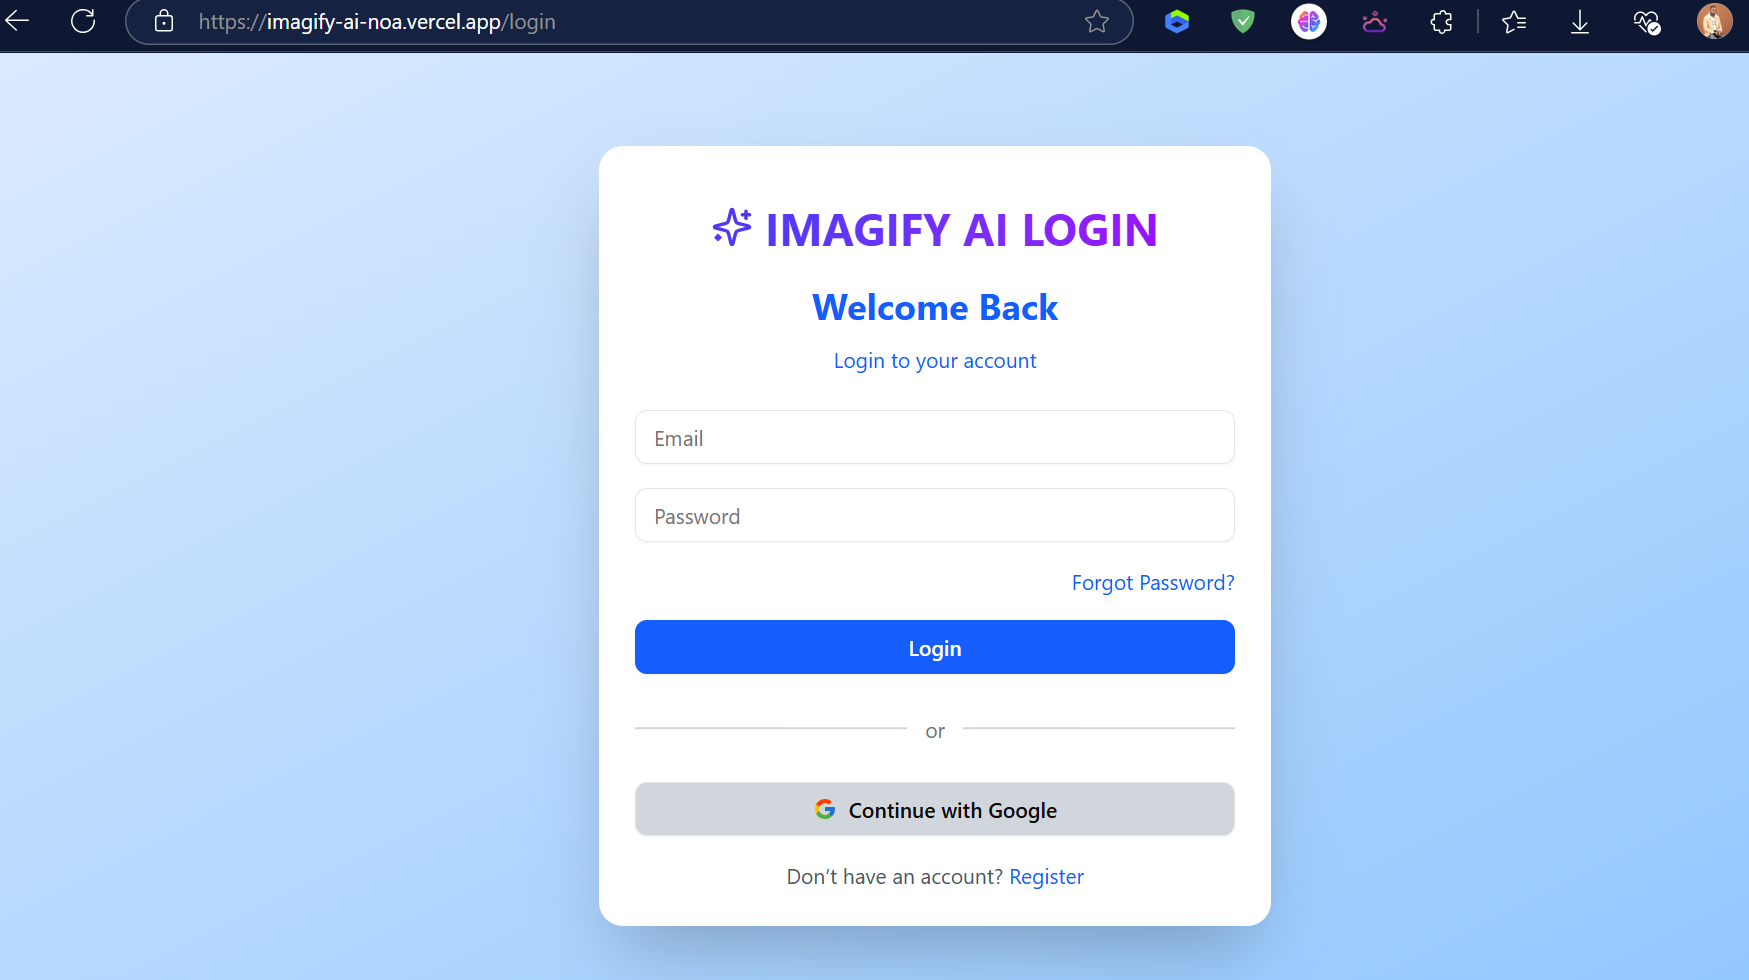 https://imagify-ai-noa.vercel.app/login
IMAGIFY AI LOGIN
Welcome Back
Login to your account
Email
Password
Forgot Password?
Login
or
Continue with Google
Don’t have an account? Register